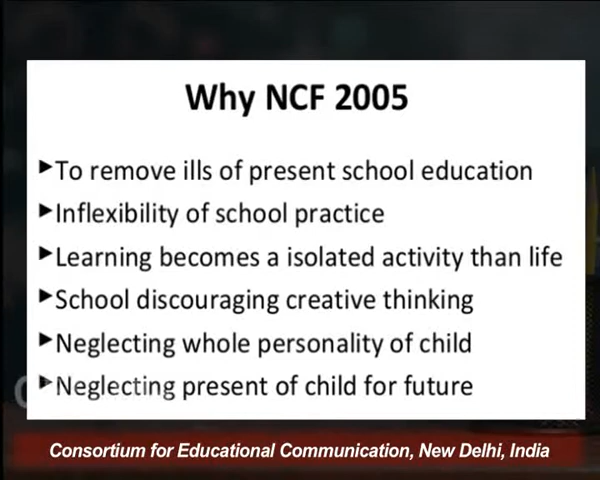 Why NCF 2005
►To remove ills of present school education
►Inflexibility of school practice
►Learning becomes a isolated activity than life
►School discouraging creative thinking
►Neglecting whole personality of child
►Neglecting present of child for future
Consortium for Educational Communication, New Delhi, India